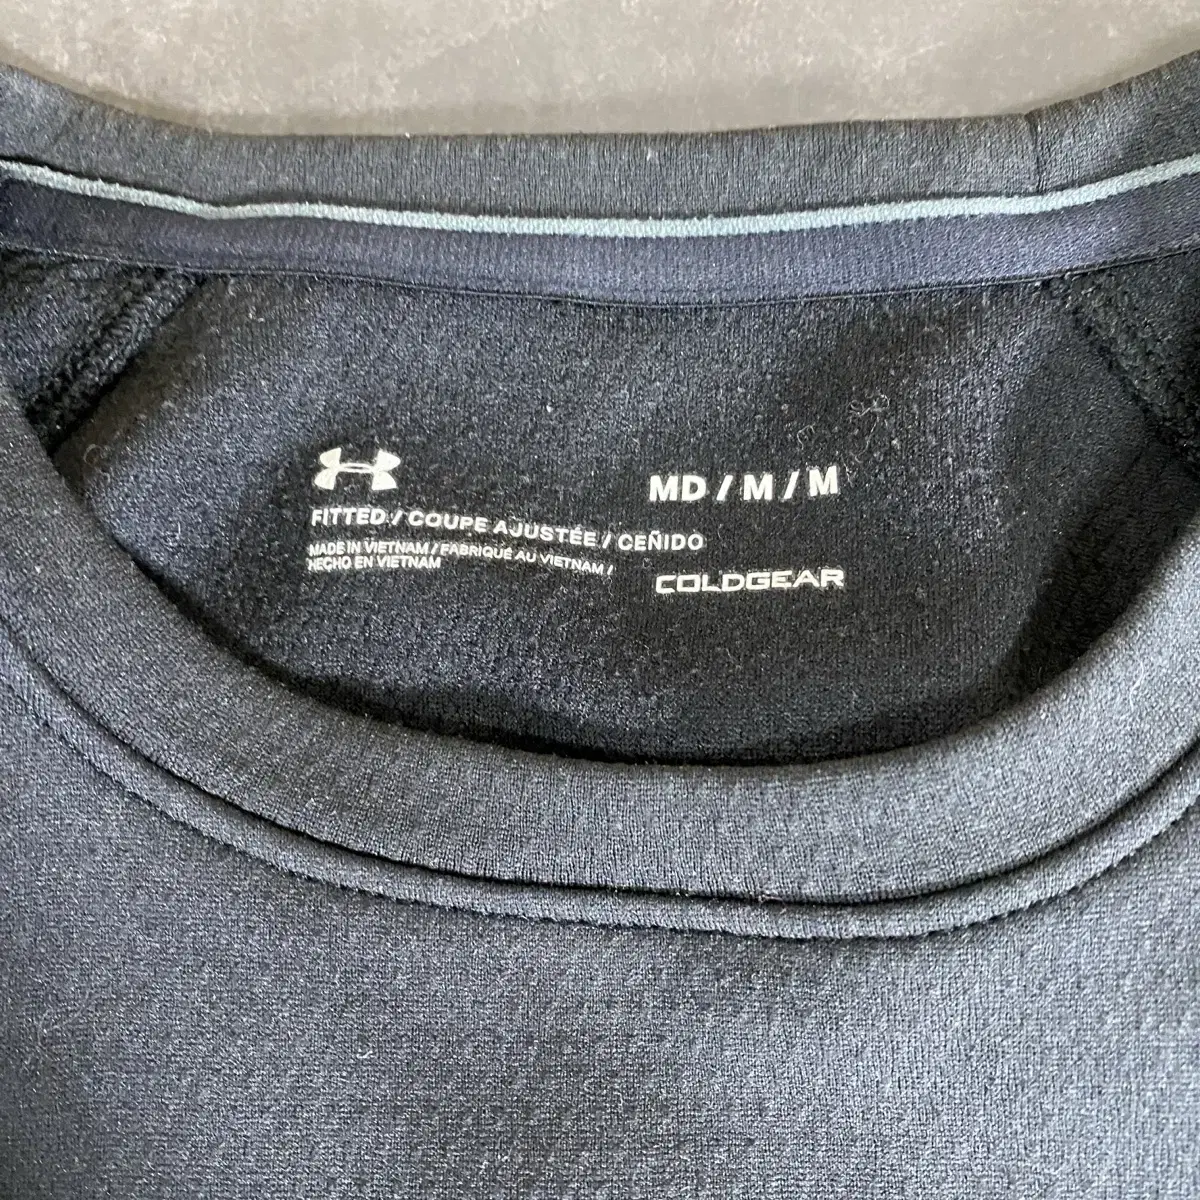 MD / M / M
FITTED / COUPE AJUSTÉE / CEÑIDO
MADE IN VIETNAM / FABRIQUÉ AU VIETNAM /
HECHO EN VIETNAM
COLDGEAR